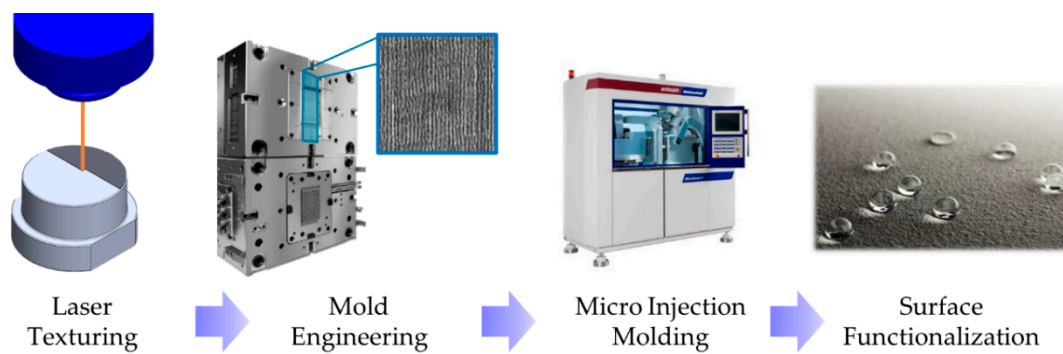 Laser
Texturing
Mold
Engineering
Micro Injection
Molding
Surface
Functionalization